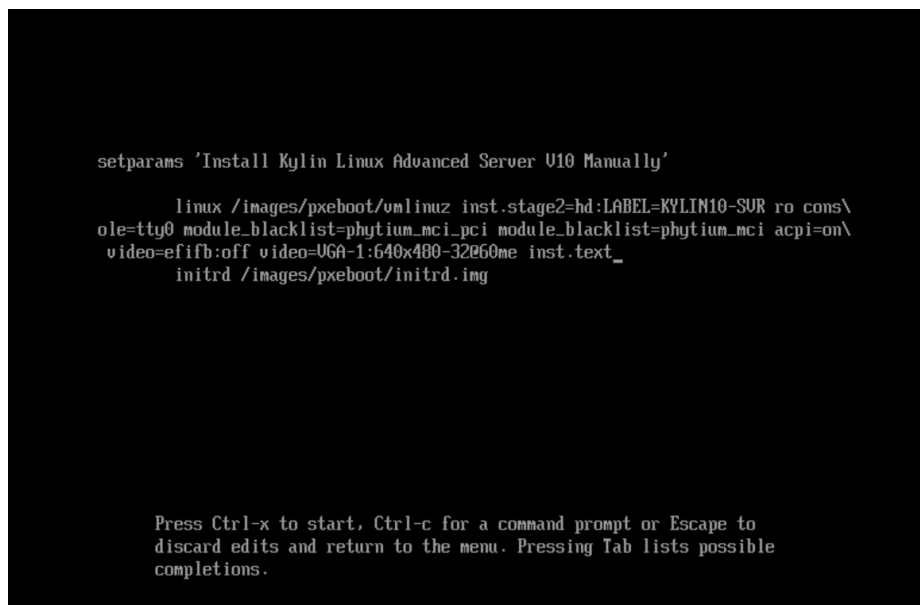 setparams 'Install Kylin Linux Advanced Server V10 Manually'
linux /images/pxeboot/vmlinuz inst.stage2=hd:LABEL=KYLIN10-SVR ro cons\
ole=tty0 module_blacklist=phytium_mci_pci module_blacklist=phytium_mci acpi=on\
video=efifb:off video=VGA-1:640x480-32@60me inst.text_
initrd /images/pxeboot/initrd.img
Press Ctrl-x to start, Ctrl-c for a command prompt or Escape to
discard edits and return to the menu. Pressing Tab lists possible
completions.